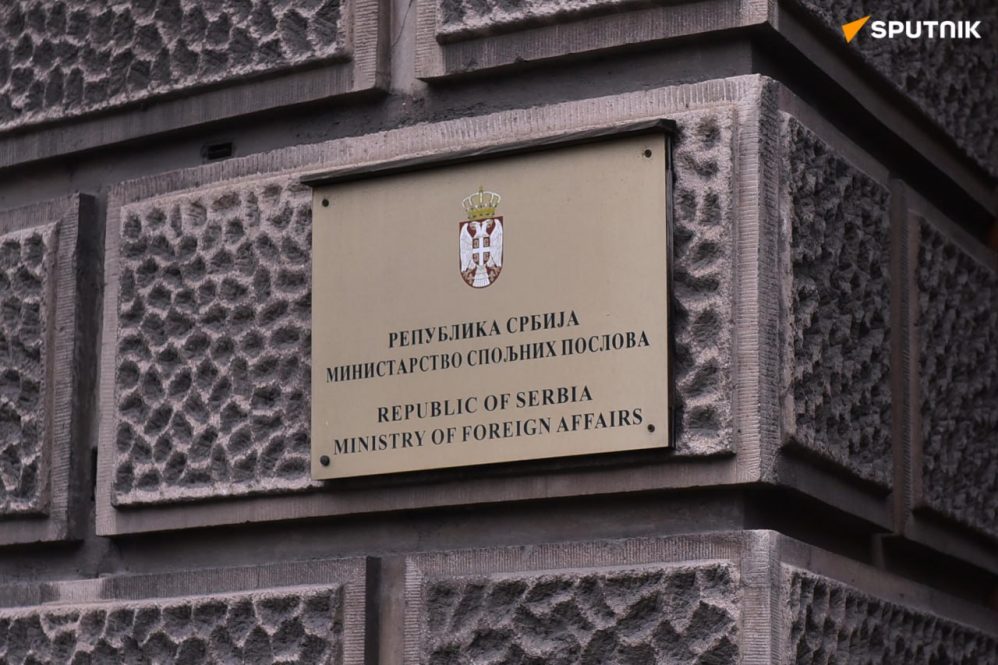 SPUTNIK
РЕПУБЛИКА СРБИЈА
МИНИСТАРСТВО СПОЉНИХ ПОСЛОВА
REPUBLIC OF SERBIA
MINISTRY OF FOREIGN AFFAIRS